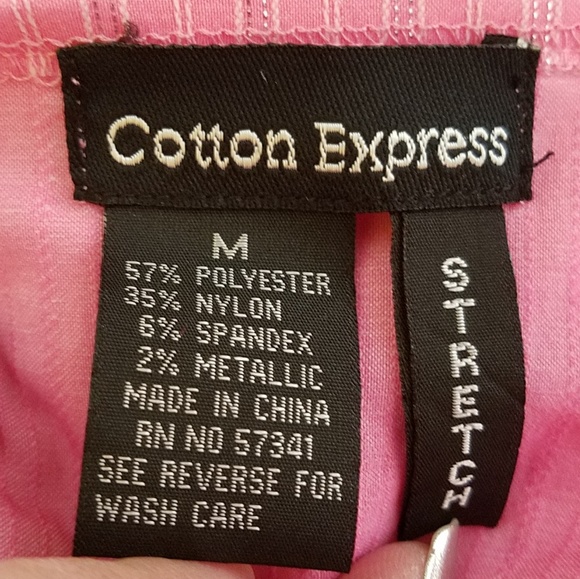 Cotton Express
M
57% POLYESTER
35% NYLON
6% SPANDEX
2% METALLIC
MADE IN CHINA
RN NO 57341
SEE REVERSE FOR
WASH CARE
STRETCH